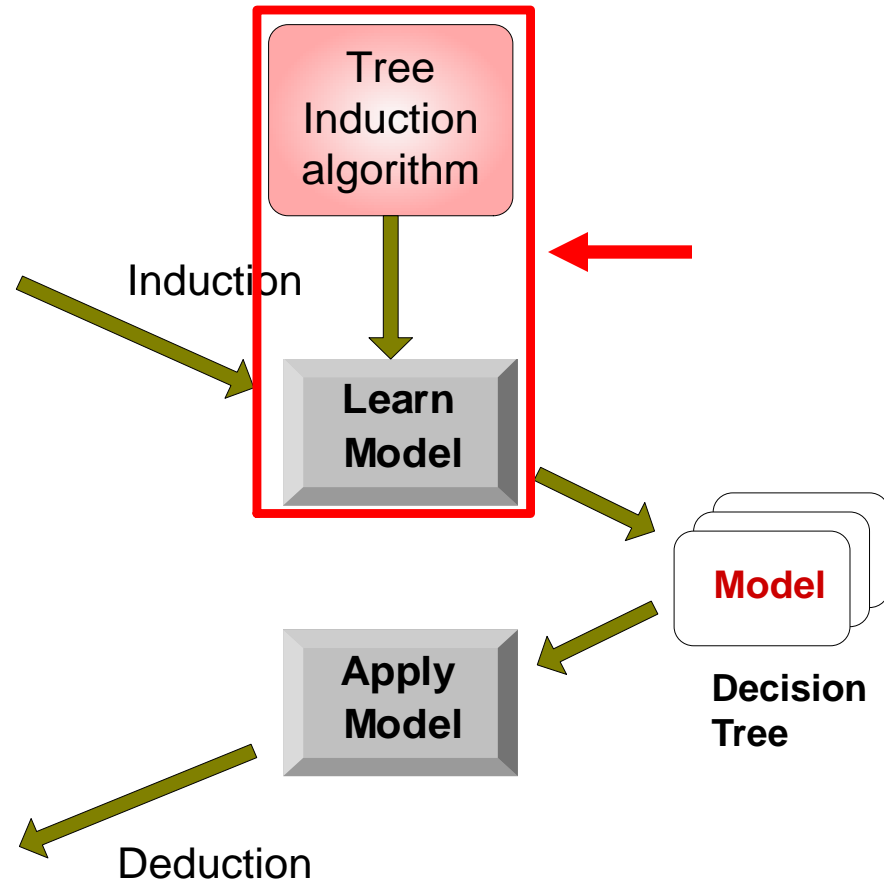 Tree
Induction
algorithm
Induction
Learn
Model
Model
Decision
Tree
Apply
Model
Deduction